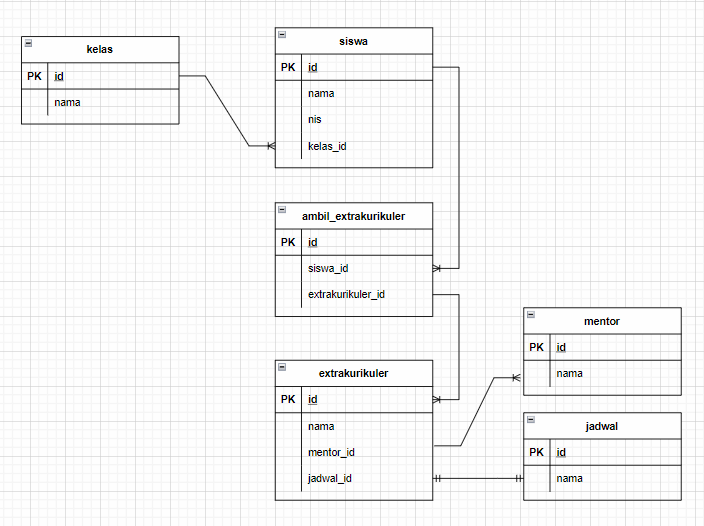 kelas
PK id
nama
siswa
PK id
nama
nis
kelas_id
ambil_extrakurikuler
PK id
siswa_id
extrakurikuler_id
extrakurikuler
PK id
nama
mentor_id
jadwal_id
mentor
PK id
nama
jadwal
PK id
nama